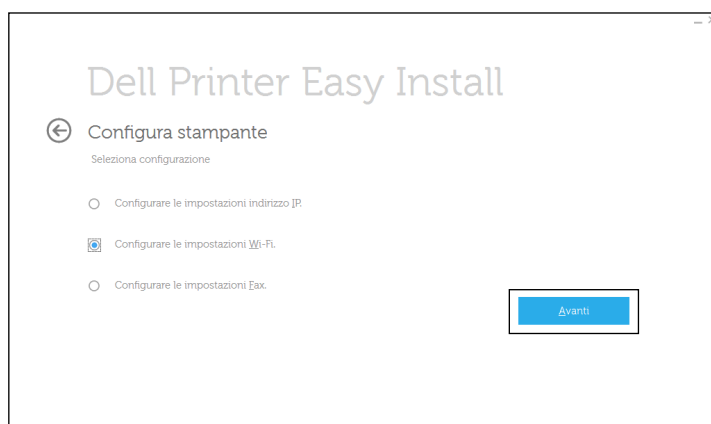 Dell Printer Easy Install
Configura stampante
Seleziona configurazione
Configurare le impostazioni indirizzo IP.
Configurare le impostazioni Wi-Fi.
Configurare le impostazioni Fax.
Avanti